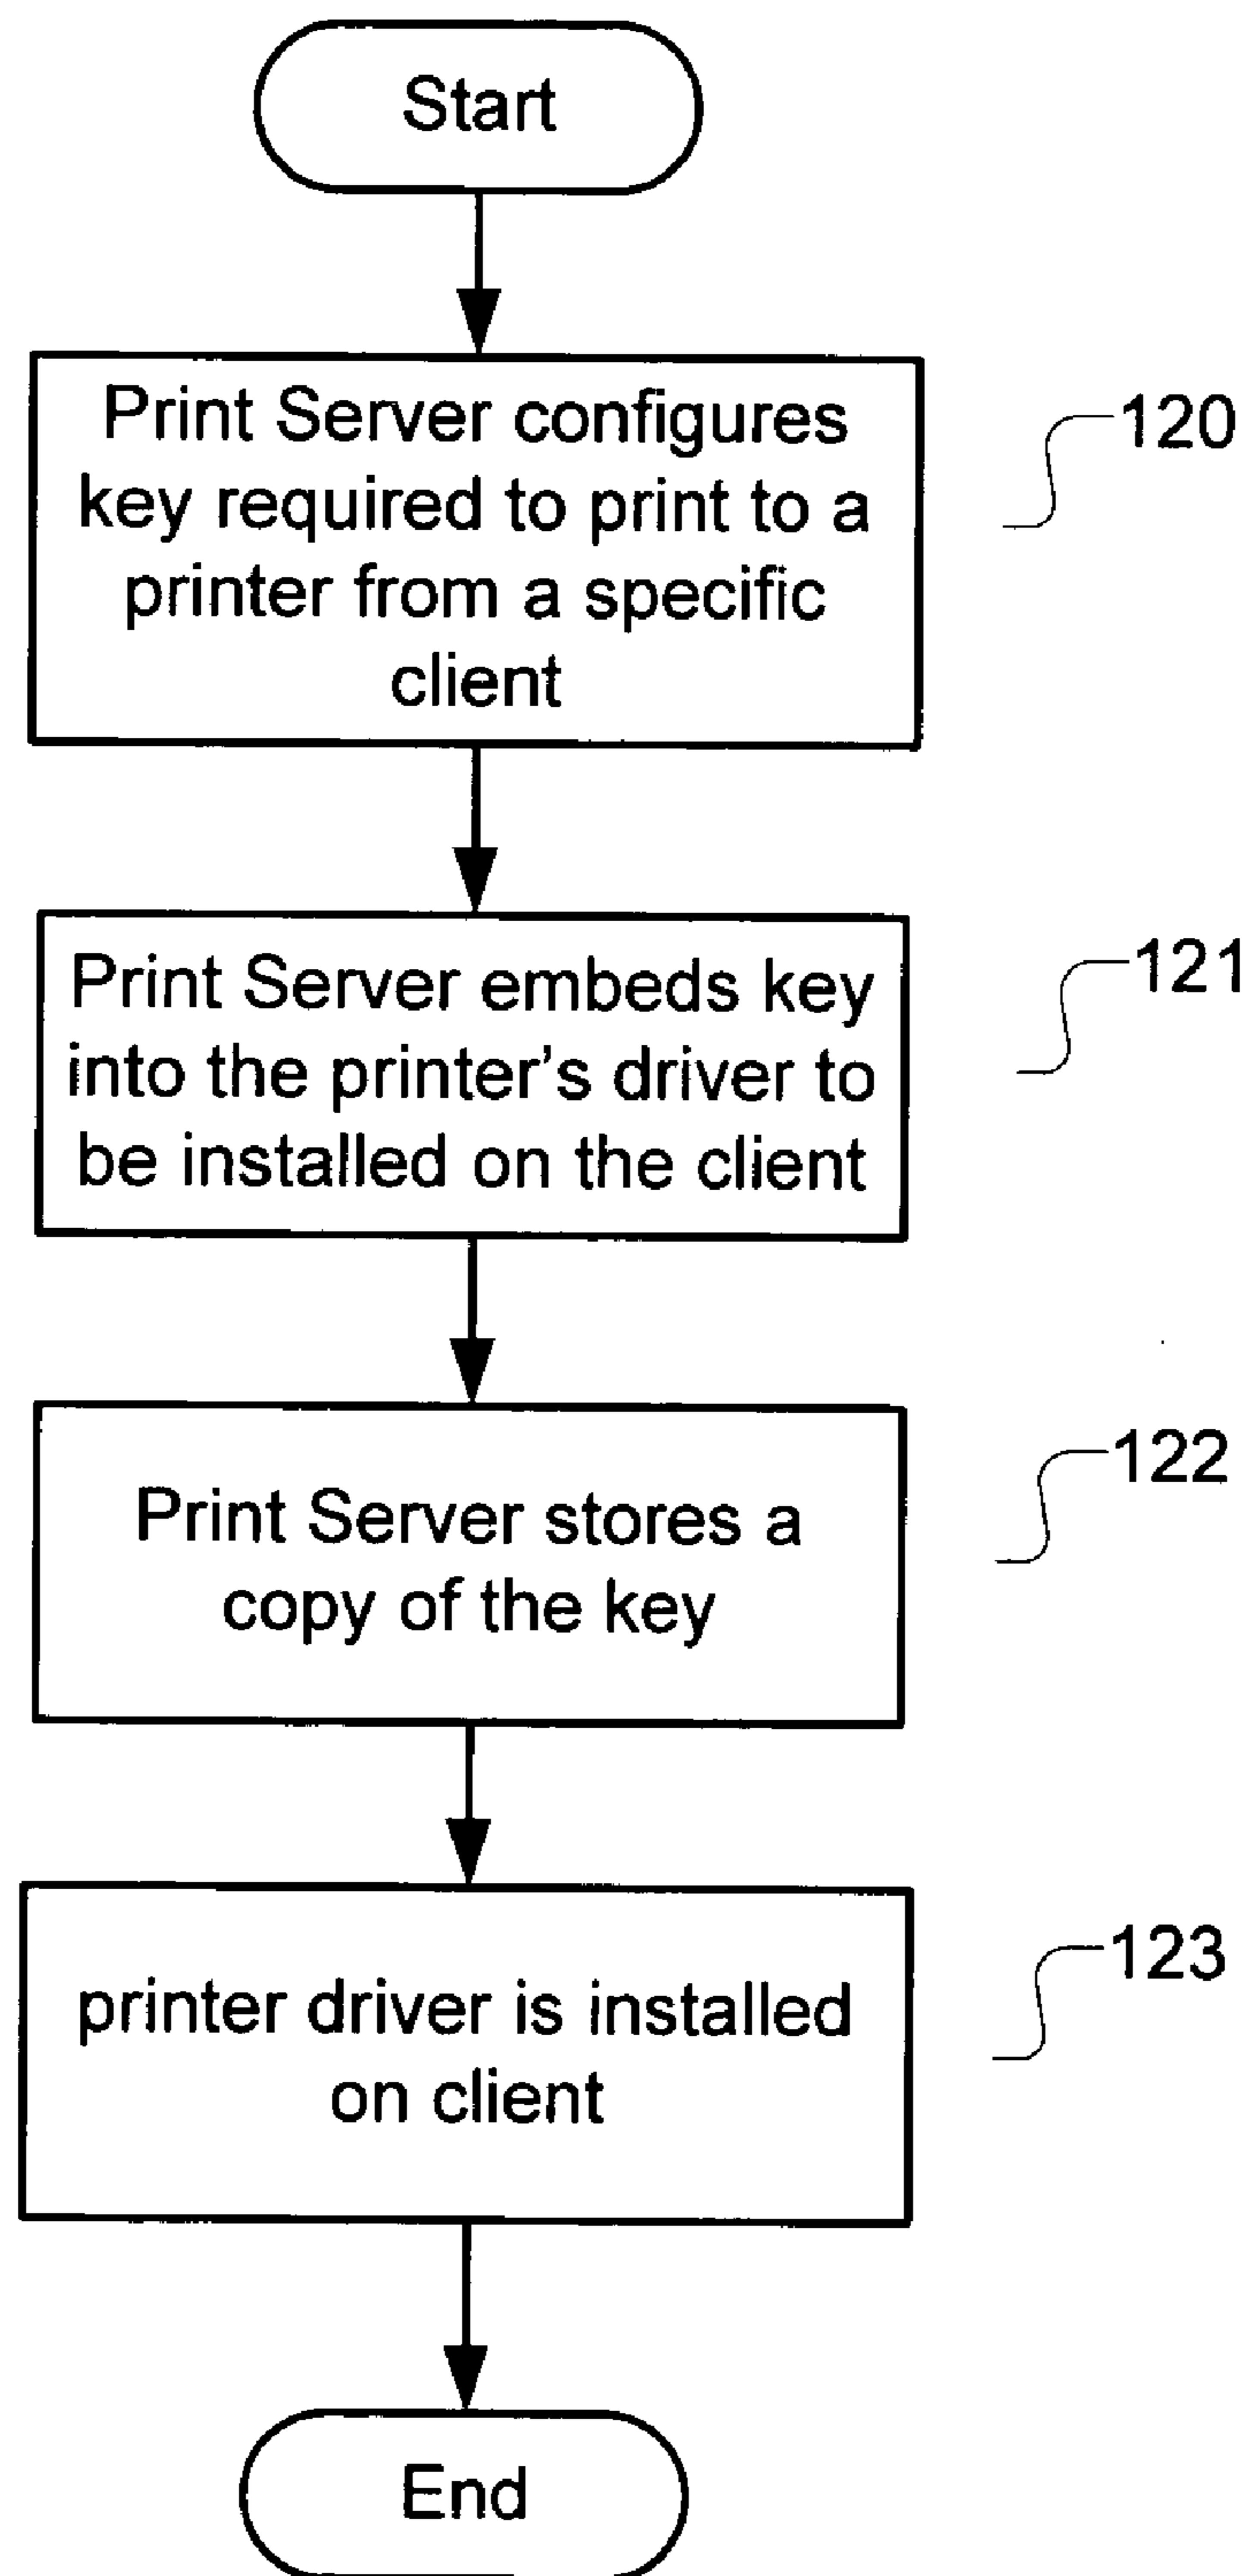 Start
Print Server configures
key required to print to a
printer from a specific
client
120
Print Server embeds key
into the printer's driver to
be installed on the client
121
Print Server stores a
copy of the key
122
printer driver is installed
on client
123
End